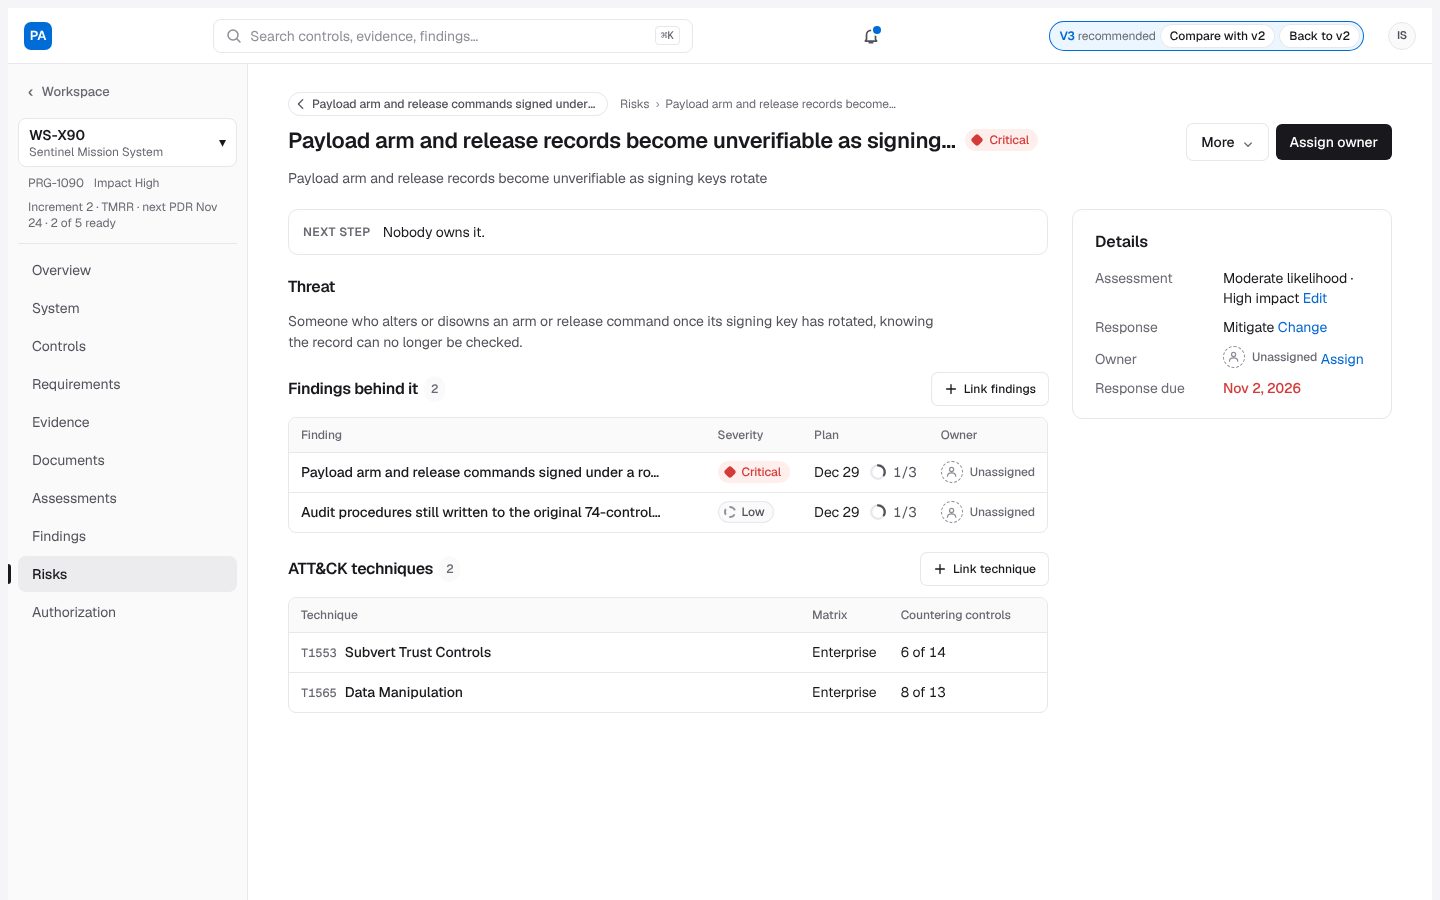 PA
Search controls, evidence, findings...
⌘K
V3 recommended
Compare with v2
Back to v2
IS
‹ Workspace
WS-X90
Sentinel Mission System
PRG-1090 Impact High
Increment 2 · TMRR · next PDR Nov
24 · 2 of 5 ready
Overview
System
Controls
Requirements
Evidence
Documents
Assessments
Findings
Risks
Authorization
Payload arm and release commands signed under...
Risks › Payload arm and release records become...
Payload arm and release records become unverifiable as signing...
Critical
More
Assign owner
Payload arm and release records become unverifiable as signing keys rotate
NEXT STEP Nobody owns it.
Threat
Someone who alters or disowns an arm or release command once its signing key has rotated, knowing
the record can no longer be checked.
Findings behind it 2
+ Link findings
Finding Severity Plan Owner
Payload arm and release commands signed under a ro... Critical Dec 29 1/3 Unassigned
Audit procedures still written to the original 74-control... Low Dec 29 1/3 Unassigned
ATT&CK techniques 2
+ Link technique
Technique Matrix Countering controls
T1553 Subvert Trust Controls Enterprise 6 of 14
T1565 Data Manipulation Enterprise 8 of 13
Details
Assessment Moderate likelihood ·
High impact Edit
Response Mitigate Change
Owner Unassigned Assign
Response due Nov 2, 2026